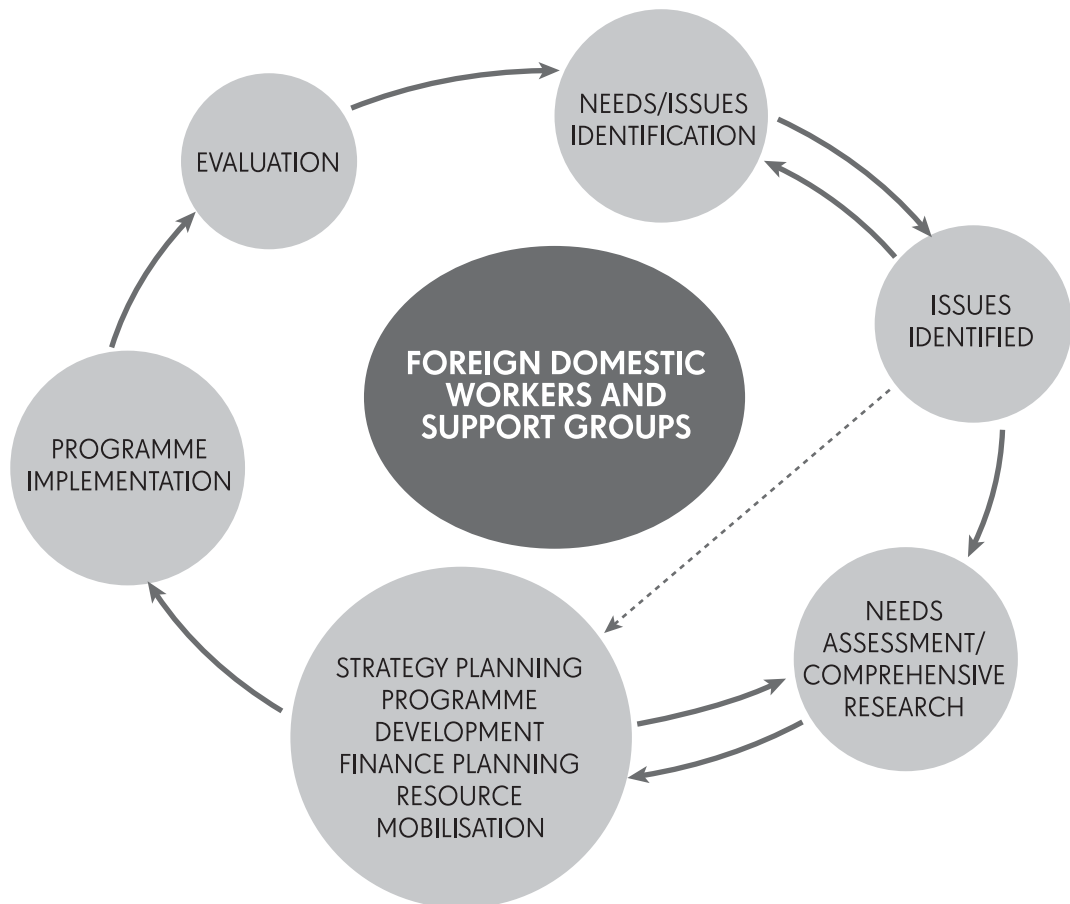 NEEDS/ISSUES
IDENTIFICATION
EVALUATION
ISSUES
IDENTIFIED
FOREIGN DOMESTIC
WORKERS AND
SUPPORT GROUPS
PROGRAMME
IMPLEMENTATION
NEEDS
ASSESSMENT/
COMPREHENSIVE
RESEARCH
STRATEGY PLANNING
PROGRAMME
DEVELOPMENT
FINANCE PLANNING
RESOURCE
MOBILISATION